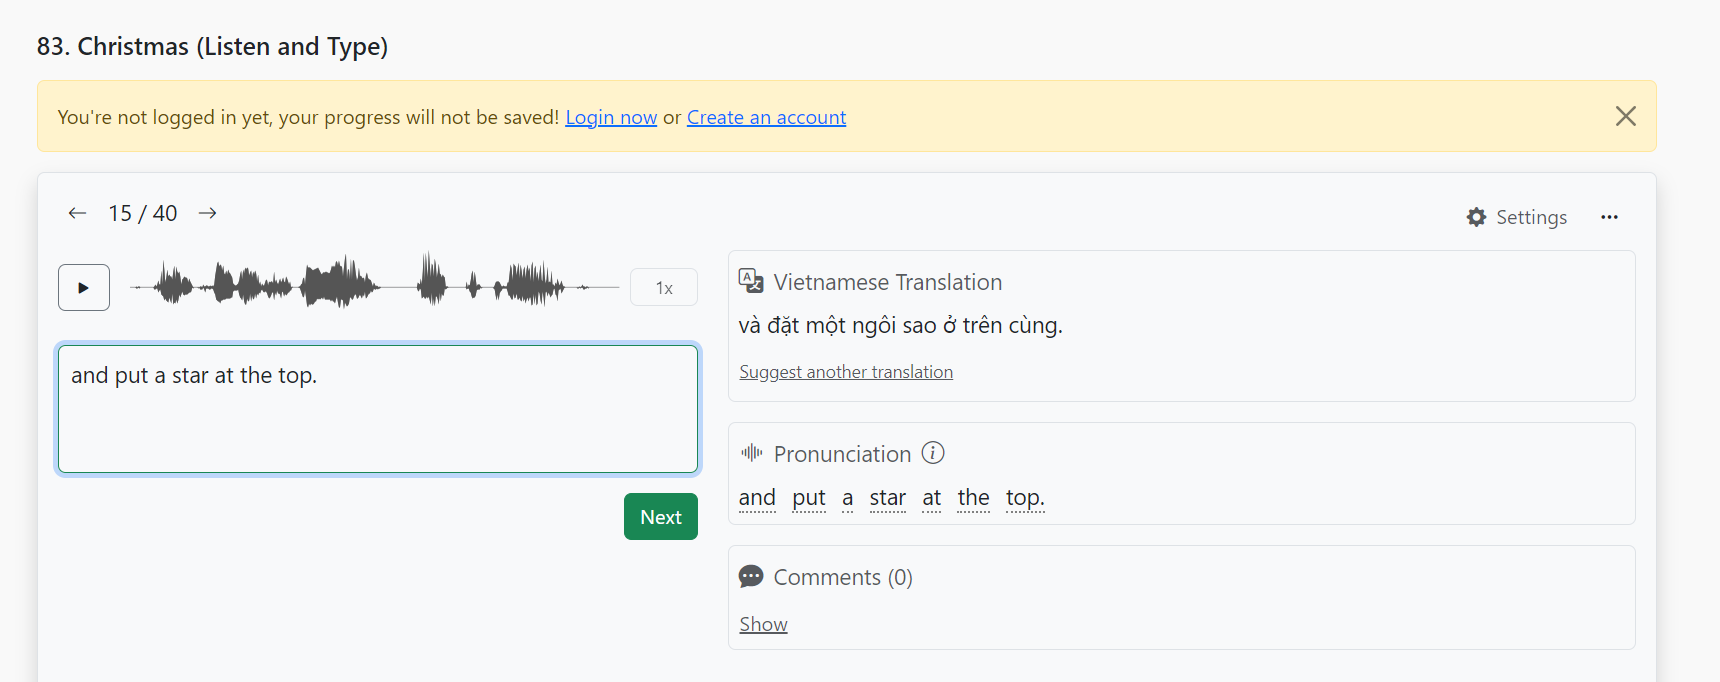 83. Christmas (Listen and Type)
You're not logged in yet, your progress will not be saved! Login now or Create an account
15 / 40
Settings
1x
and put a star at the top.
Next
Vietnamese Translation
và đặt một ngôi sao ở trên cùng.
Suggest another translation
Pronunciation
and put a star at the top.
Comments (0)
Show